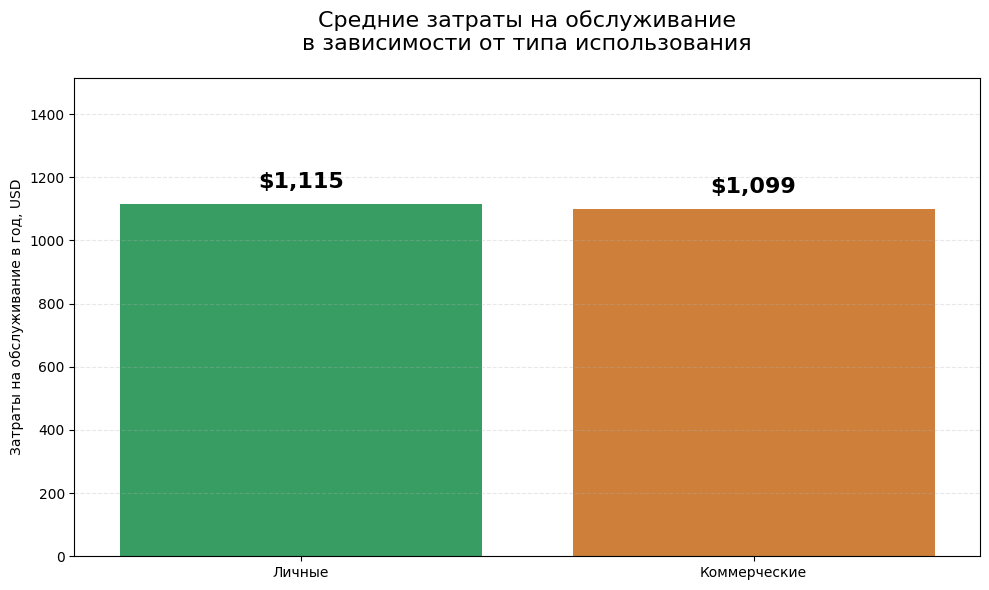 Средние затраты на обслуживание
в зависимости от типа использования
Затраты на обслуживание в год, USD
1400
1200
1000
800
600
400
200
0
$1,115
$1,099
Личные
Коммерческие